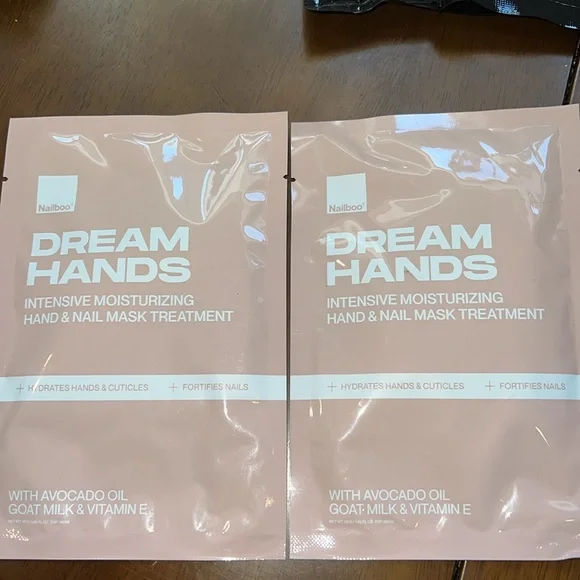 Nailboo®
DREAM
HANDS
INTENSIVE MOISTURIZING
HAND & NAIL MASK TREATMENT
+ HYDRATES HANDS & CUTICLES + FORTIFIES NAILS
WITH AVOCADO OIL
GOAT MILK & VITAMIN E
Nailboo®
DREAM
HANDS
INTENSIVE MOISTURIZING
HAND & NAIL MASK TREATMENT
+ HYDRATES HANDS & CUTICLES + FORTIFIES NAILS
WITH AVOCADO OIL
GOAT MILK & VITAMIN E